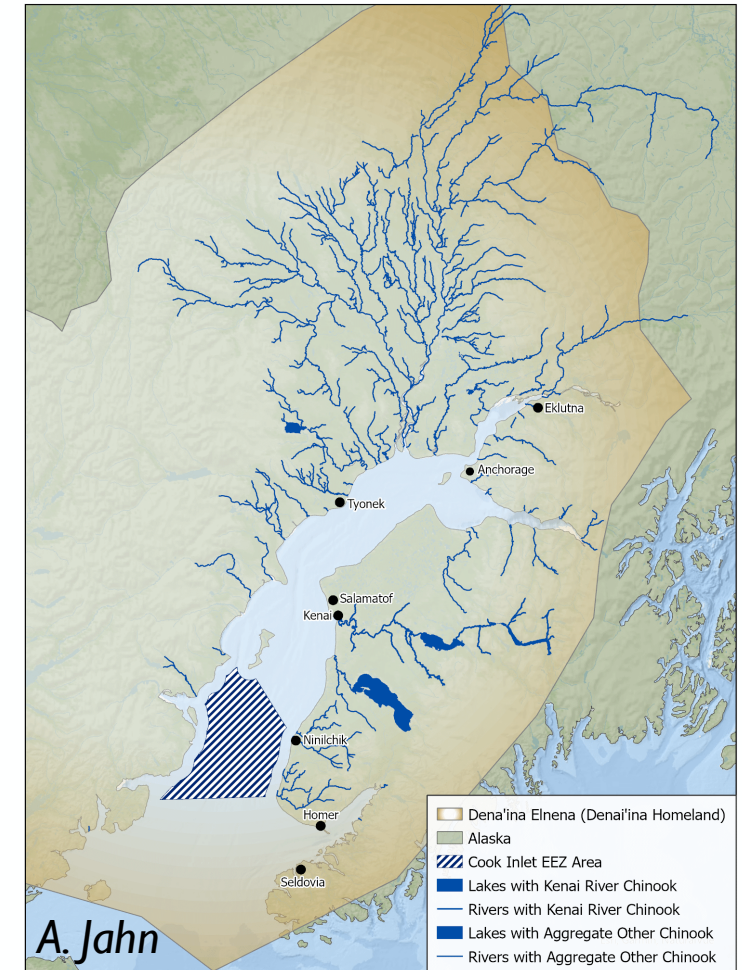 Eklutna
Anchorage
Tyonek
Salamatof
Kenai
Ninilchik
Homer
Seldovia
Dena'ina Elnena (Denai'ina Homeland)
Alaska
Cook Inlet EEZ Area
Lakes with Kenai River Chinook
Rivers with Kenai River Chinook
Lakes with Aggregate Other Chinook
Rivers with Aggregate Other Chinook
A. Jahn